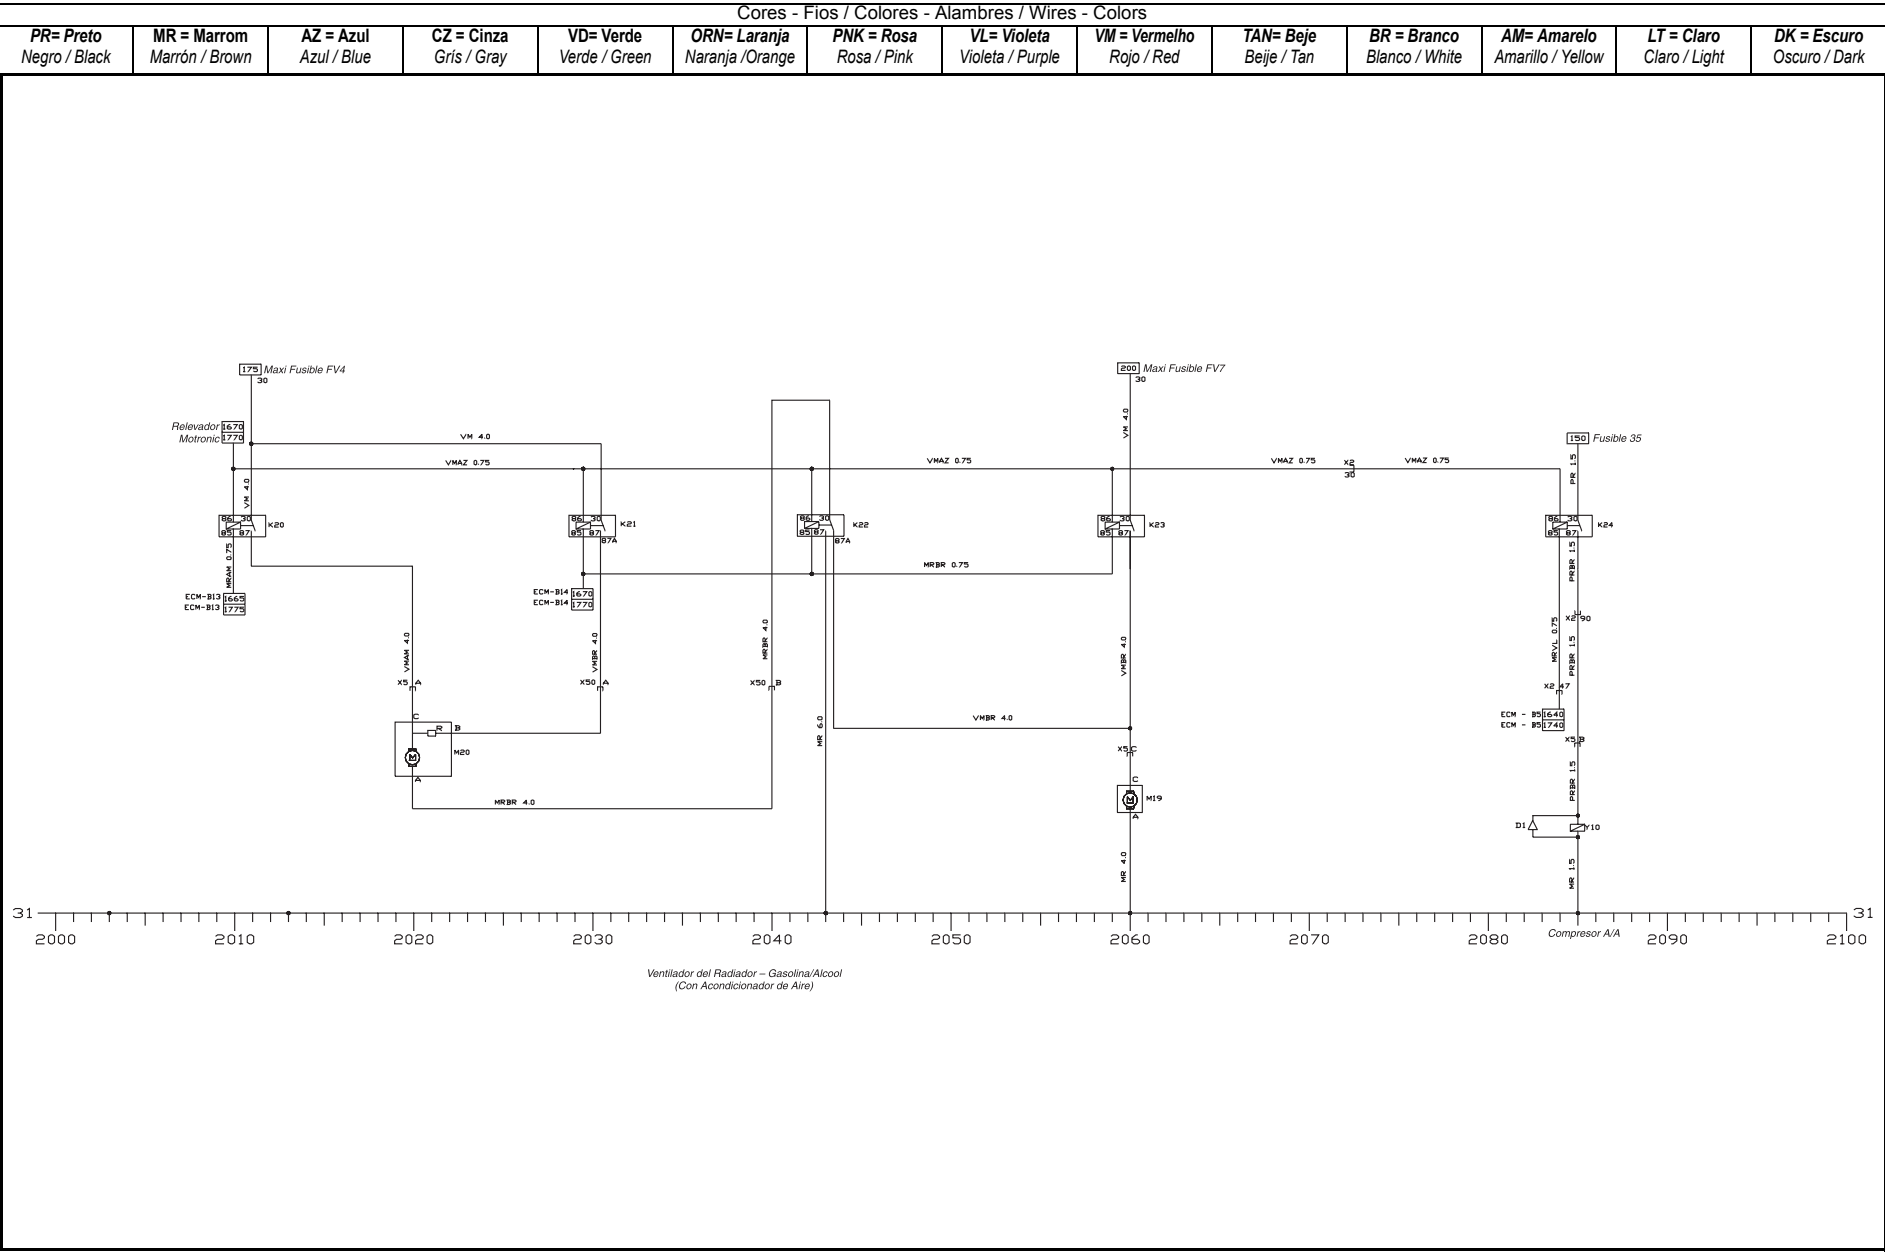 Cores - Fios / Colores - Alambres / Wires - Colors
PR= Preto
Negro / Black
MR = Marrom
Marrón / Brown
AZ = Azul
Azul / Blue
CZ = Cinza
Grís / Gray
VD= Verde
Verde / Green
ORN= Laranja
Naranja /Orange
PNK = Rosa
Rosa / Pink
VL= Violeta
Violeta / Purple
VM = Vermelho
Rojo / Red
TAN= Beje
Beije / Tan
BR = Branco
Blanco / White
AM= Amarelo
Amarillo / Yellow
LT = Claro
Claro / Light
DK = Escuro
Oscuro / Dark
175 Maxi Fusible FV4
30
200 Maxi Fusible FV7
30
Relevador 1670
Motronic 1770
VM 4.0
VM 4.0
150 Fusible 35
VMAZ 0.75
VMAZ 0.75
VMAZ 0.75
X2
30
VMAZ 0.75
PR 1.5
VM 4.0
86 30
85 87
K20
86 30
85 87
K21
87A
86 30
85 87
K22
87A
86 30
85 87
K23
86 30
85 87
K24
MRAM 0.75
MRBR 0.75
PRBR 1.5
ECM-B13 1665
ECM-B13 1775
ECM-B14 1670
ECM-B14 1770
X2 90
VMAM 4.0
VMBR 4.0
MRBR 4.0
VMBR 4.0
MRVL 0.75
PRBR 1.5
X5 A
X50 A
X50 B
X2 47
ECM - B5 1640
ECM - B5 1740
C
R B
M
M20
A
MR 6.0
VMBR 4.0
X5 C
X5 B
C
M
M19
A
PRBR 1.5
MRBR 4.0
D1
Y10
MR 4.0
MR 1.5
31
31
2000
2010
2020
2030
2040
2050
2060
2070
2080
2090
2100
Compresor A/A
Ventilador del Radiador – Gasolina/Alcool
(Con Acondicionador de Aire)